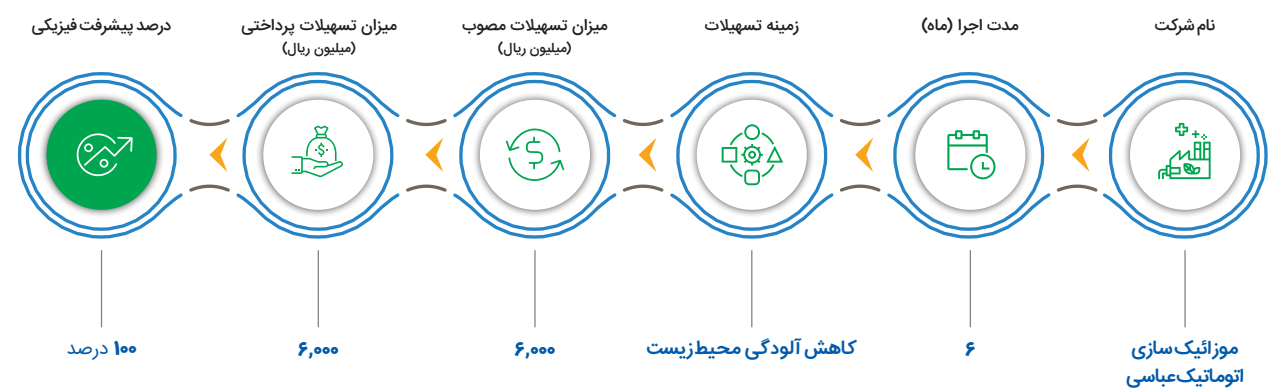 نام شرکت
مدت اجرا (ماه)
زمینه تسهیلات
میزان تسهیلات مصوب
(میلیون ریال)
میزان تسهیلات پرداختی
(میلیون ریال)
درصد پیشرفت فیزیکی
موزائیک‌سازی
اتوماتیک عباسی
۶
کاهش آلودگی محیط‌زیست
۶,۰۰۰
۶,۰۰۰
۱۰۰ درصد